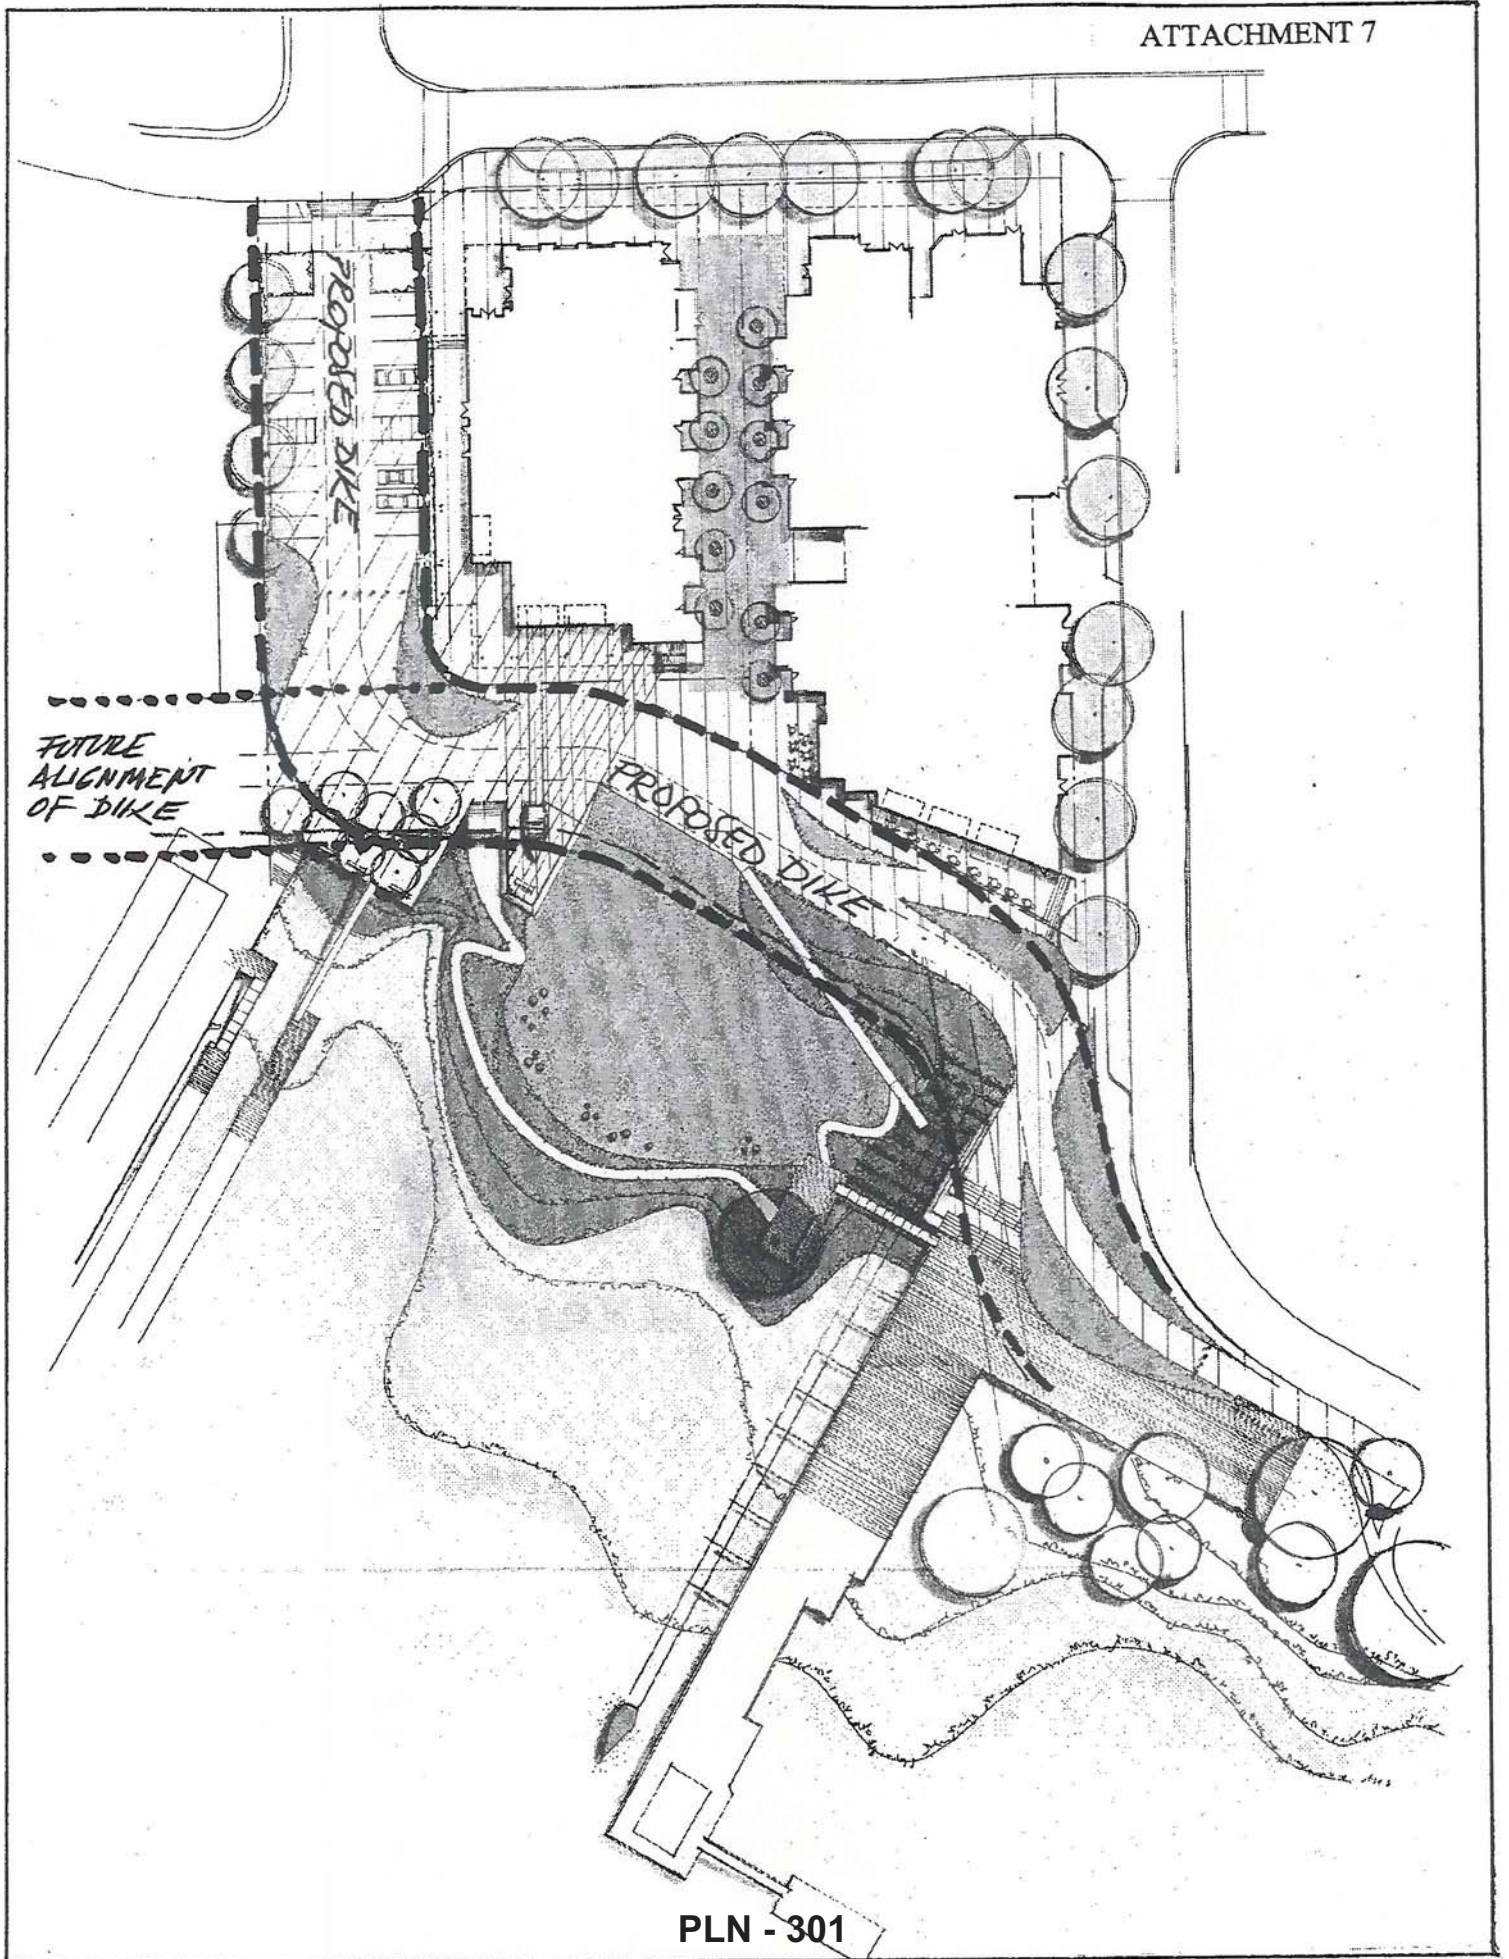 ATTACHMENT 7
PROPOSED DIKE
FUTURE
ALIGNMENT
OF DIKE
PROPOSED DIKE
PLN - 301